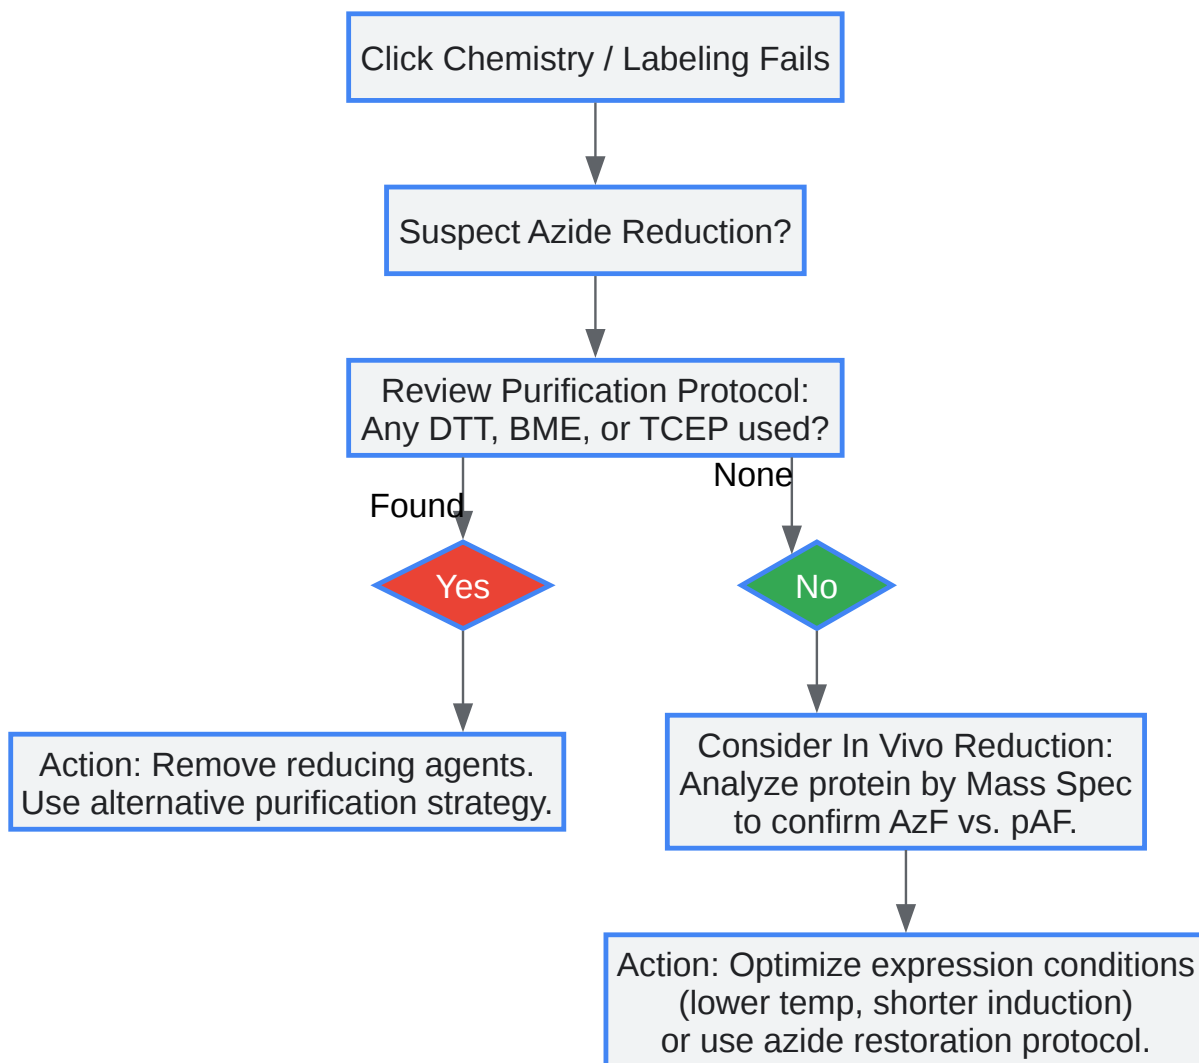 Click Chemistry / Labeling Fails
Suspect Azide Reduction?
Review Purification Protocol:
Any DTT, BME, or TCEP used?
None
Found
Yes
No
Action: Remove reducing agents.
Use alternative purification strategy.
Consider In Vivo Reduction:
Analyze protein by Mass Spec
to confirm AzF vs. pAF.
Action: Optimize expression conditions
(lower temp, shorter induction)
or use azide restoration protocol.